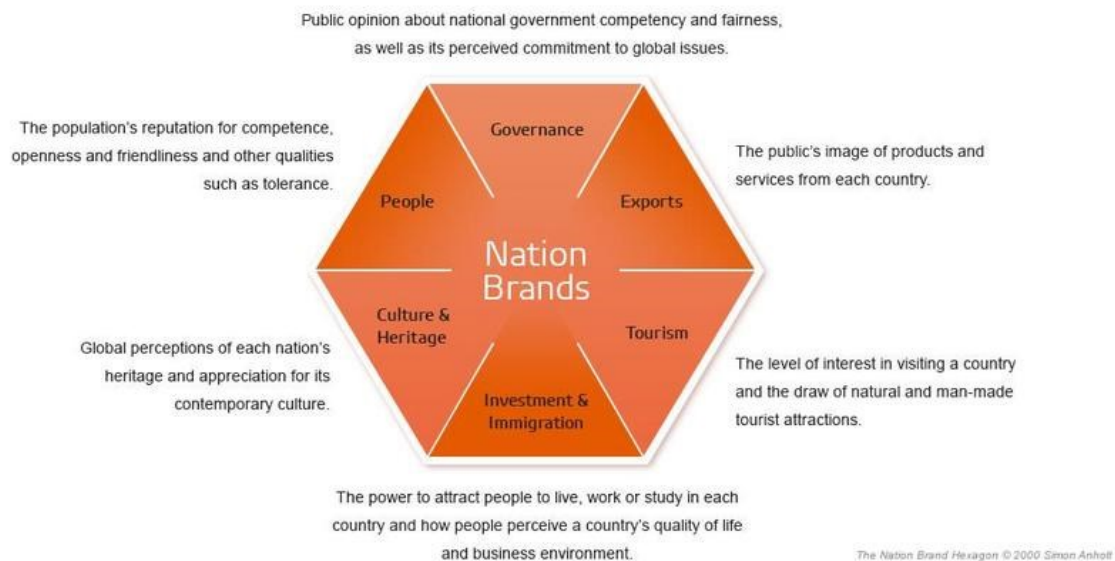 Public opinion about national government competency and fairness,
as well as its perceived commitment to global issues.
Governance
The population's reputation for competence,
openness and friendliness and other qualities
such as tolerance.
People
Exports
The public's image of products and
services from each country.
Nation
Brands
Culture &
Heritage
Tourism
Global perceptions of each nation's
heritage and appreciation for its
contemporary culture.
The level of interest in visiting a country
and the draw of natural and man-made
tourist attractions.
Investment &
Immigration
The power to attract people to live, work or study in each
country and how people perceive a country's quality of life
and business environment.
The Nation Brand Hexagon © 2000 Simon Anholt